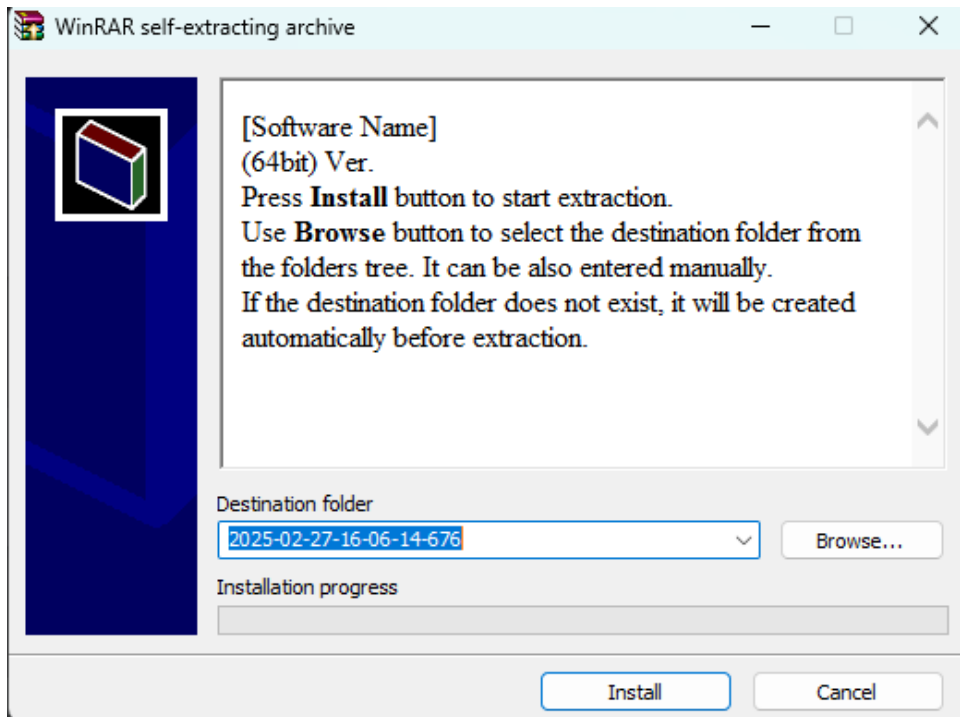 WinRAR self-extracting archive
[Software Name]
(64bit) Ver.
Press Install button to start extraction.
Use Browse button to select the destination folder from
the folders tree. It can be also entered manually.
If the destination folder does not exist, it will be created
automatically before extraction.
Destination folder
2025-02-27-16-06-14-676
Browse...
Installation progress
Install
Cancel